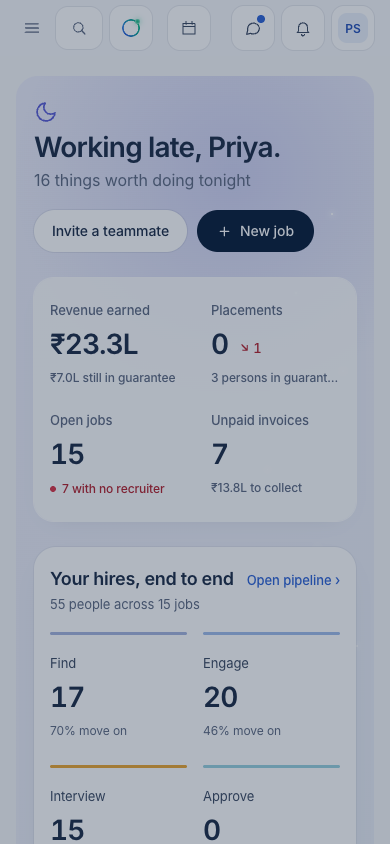 PS
Working late, Priya.
16 things worth doing tonight
Invite a teammate
+ New job
Revenue earned
₹23.3L
₹7.0L still in guarantee
Placements
0 ↘ 1
3 persons in guarant...
Open jobs
15
7 with no recruiter
Unpaid invoices
7
₹13.8L to collect
Your hires, end to end
Open pipeline ›
55 people across 15 jobs
Find
17
70% move on
Engage
20
46% move on
Interview
15
Approve
0